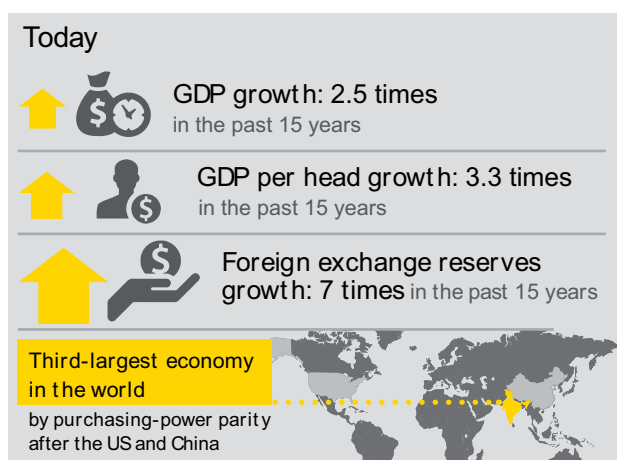 Today
$
GDP growth: 2.5 times
in the past 15 years
GDP per head growth: 3.3 times
in the past 15 years
$
$
Foreign exchange reserves
growth: 7 times in the past 15 years
Third-largest economy
in the world
by purchasing-power parity
after the US and China